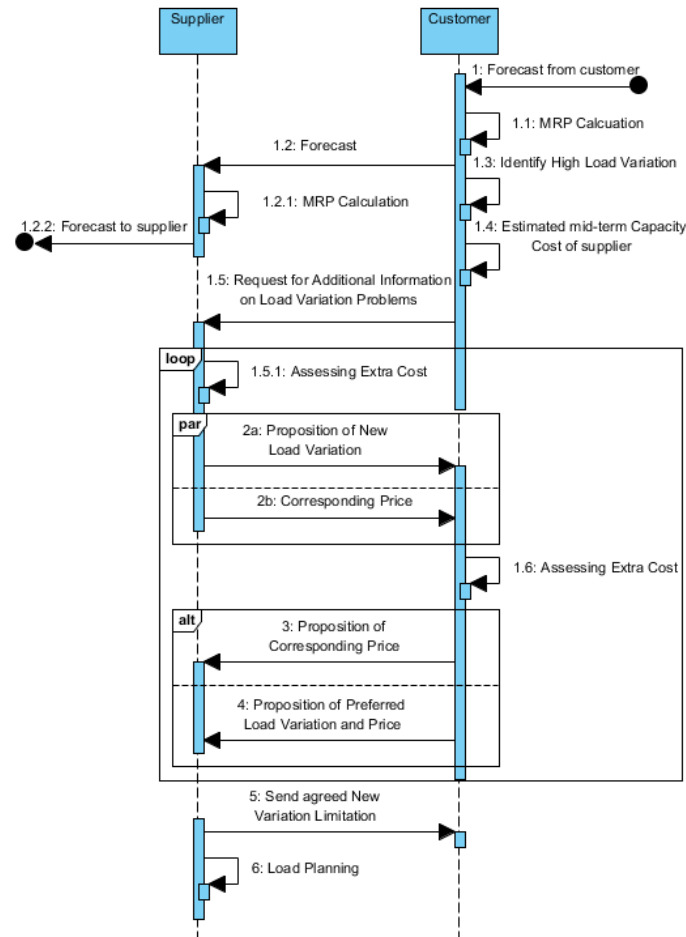 Supplier
Customer
1: Forecast from customer
1.1: MRP Calcuation
1.2: Forecast
1.3: Identify High Load Variation
1.2.1: MRP Calculation
1.2.2: Forecast to supplier
1.4: Estimated mid-term Capacity
Cost of supplier
1.5: Request for Additional Information
on Load Variation Problems
loop
1.5.1: Assessing Extra Cost
par
2a: Proposition of New
Load Variation
2b: Corresponding Price
1.6: Assessing Extra Cost
alt
3: Proposition of
Corresponding Price
4: Proposition of Preferred
Load Variation and Price
5: Send agreed New
Variation Limitation
6: Load Planning